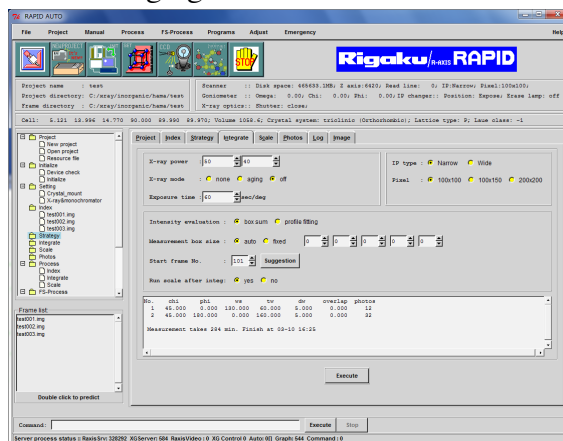 RAPID AUTO
File Project Manual Process FS-Process Programs Adjust Emergency Help
Rigaku/R-AXIS RAPID
Project name : test
Project directory: C:/xray/inorganic/hama/test
Frame directory : C:/xray/inorganic/hama/test
Scanner :: Disk space: 465693.1MB; Z axis:6420, Read line: 0, IP:Narrow, Pixel:100x100;
Goniometer :: Omega: 0.00; Chi: 0.00, Phi: 0.00;IP changer:: Position: Expose, Erase lamp: off
X-ray optics:: Shutter: close;
Cell: 5.121 13.996 14.770 90.000 89.990 89.970; Volume 1058.6; Crystal system: triclinic (Orthorhombic); Lattice type: P; Laue class: -1
Project
New project
Open project
Resource file
Initialize
Device check
Initialize
Setting
Crystal_mount
X-ray&monochromator
Index
test001.img
test002.img
test003.img
Strategy
Integrate
Scale
Photos
Process
Index
Integrate
Scale
FS-Process
Frame list:
test001.img
test002.img
test003.img
Double click to predict
Project Index Strategy Integrate Scale Photos Log Image
X-ray power : 50 40
X-ray mode : none aging off
Exposure time : 60 sec/deg
IP type : Narrow Wide
Pixel : 100x100 100x150 200x200
Intensity evaluation : box sum profile fitting
Measurement box size : auto fixed 0 0 0 0 0
Start frame No. : 101 Suggestion
Run scale after integ: yes no
No. chi phi ws tw dw overlap photos
1 45.000 0.000 130.000 60.000 5.000 0.000 12
2 45.000 180.000 0.000 160.000 5.000 0.000 32
Measurement takes 284 min. Finish at 03-10 16:25
Execute
Command: Execute Stop
Server process status :: RaxisSrv: 328292 XGServer: 584 RaxisVideo : 0 XG Control 0 Auto: 0[] Graph: 544 Command : 0